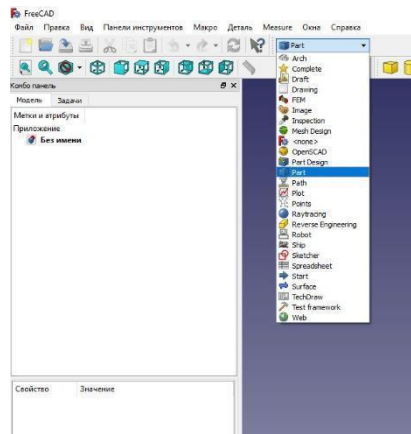 FreeCAD
Файл Правка Вид Панели инструментов Макро Деталь Measure Окна Справка
Part
Arch
Complete
Draft
Drawing
FEM
Image
Inspection
Mesh Design
<none>
OpenSCAD
Part Design
Part
Path
Plot
Points
Raytracing
Reverse Engineering
Robot
Ship
Sketcher
Spreadsheet
Start
Surface
TechDraw
Test framework
Web
Комбо панель
Модель Задачи
Метки и атрибуты
Приложение
Без имени
Свойство Значение